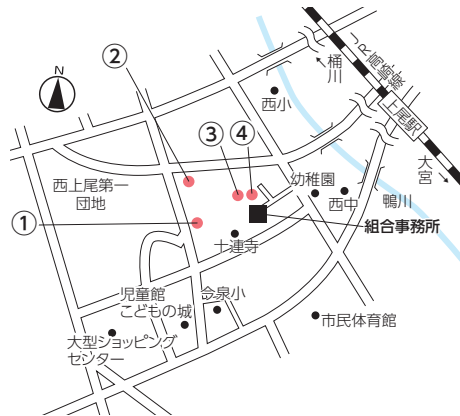 N
②
③
④
①
桶川
JR高崎線
上尾駅
大宮
西小
西上尾第一
団地
幼稚園
西中
鴨川
組合事務所
十連寺
児童館
こどもの城
今泉小
大型ショッピング
センター
市民体育館